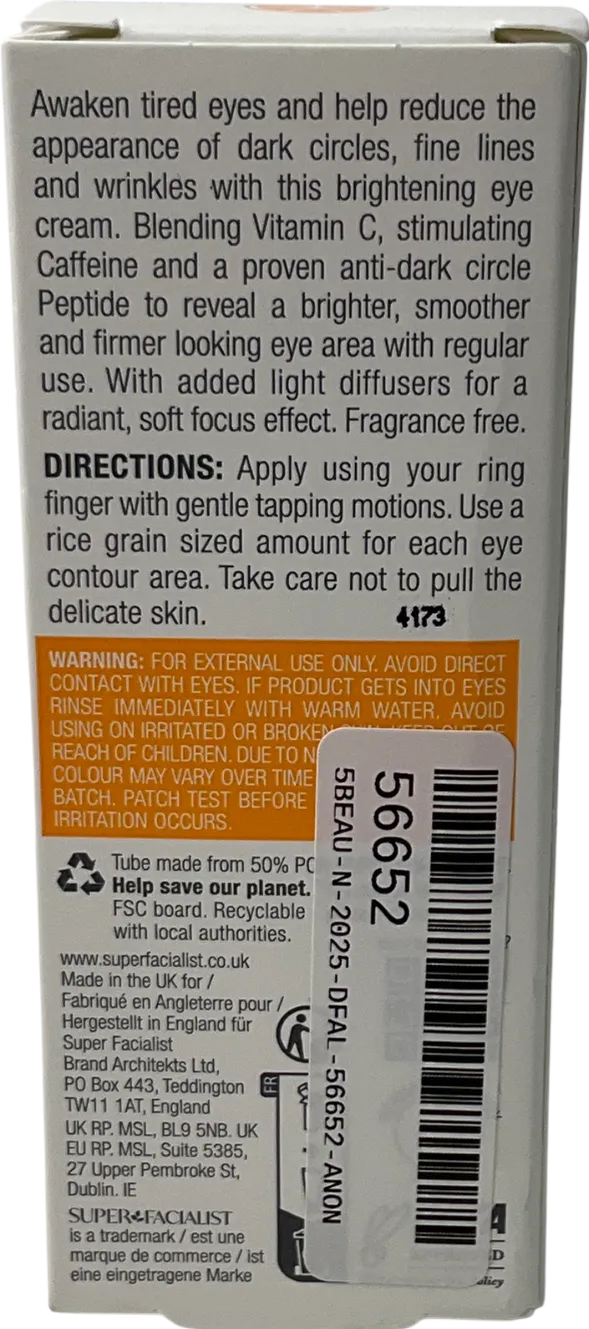 Awaken tired eyes and help reduce the
appearance of dark circles, fine lines
and wrinkles with this brightening eye
cream. Blending Vitamin C, stimulating
Caffeine and a proven anti-dark circle
Peptide to reveal a brighter, smoother
and firmer looking eye area with regular
use. With added light diffusers for a
radiant, soft focus effect. Fragrance free.
DIRECTIONS: Apply using your ring
finger with gentle tapping motions. Use a
rice grain sized amount for each eye
contour area. Take care not to pull the
delicate skin.
4173
WARNING: FOR EXTERNAL USE ONLY. AVOID DIRECT
CONTACT WITH EYES. IF PRODUCT GETS INTO EYES
RINSE IMMEDIATELY WITH WARM WATER. AVOID
USING ON IRRITATED OR BROKEN SKIN. KEEP OUT OF
REACH OF CHILDREN. DUE TO
COLOUR MAY VARY OVER TIME
BATCH. PATCH TEST BEFORE
IRRITATION OCCURS.
Tube made from 50%
Help save our planet.
FSC board. Recyclable
with local authorities.
www.superfacialist.co.uk
Made in the UK for /
Fabriqué en Angleterre pour /
Hergestellt in England für
Super Facialist
Brand Architekts Ltd,
PO Box 443, Teddington
TW11 1AT, England
UK RP. MSL, BL9 5NB. UK
EU RP. MSL, Suite 5385,
27 Upper Pembroke St,
Dublin. IE
SUPER FACIALIST
is a trademark / est une
marque de commerce / ist
eine eingetragene Marke
FR
56652
5BEAU-N-2025-DFAL-56652-ANON